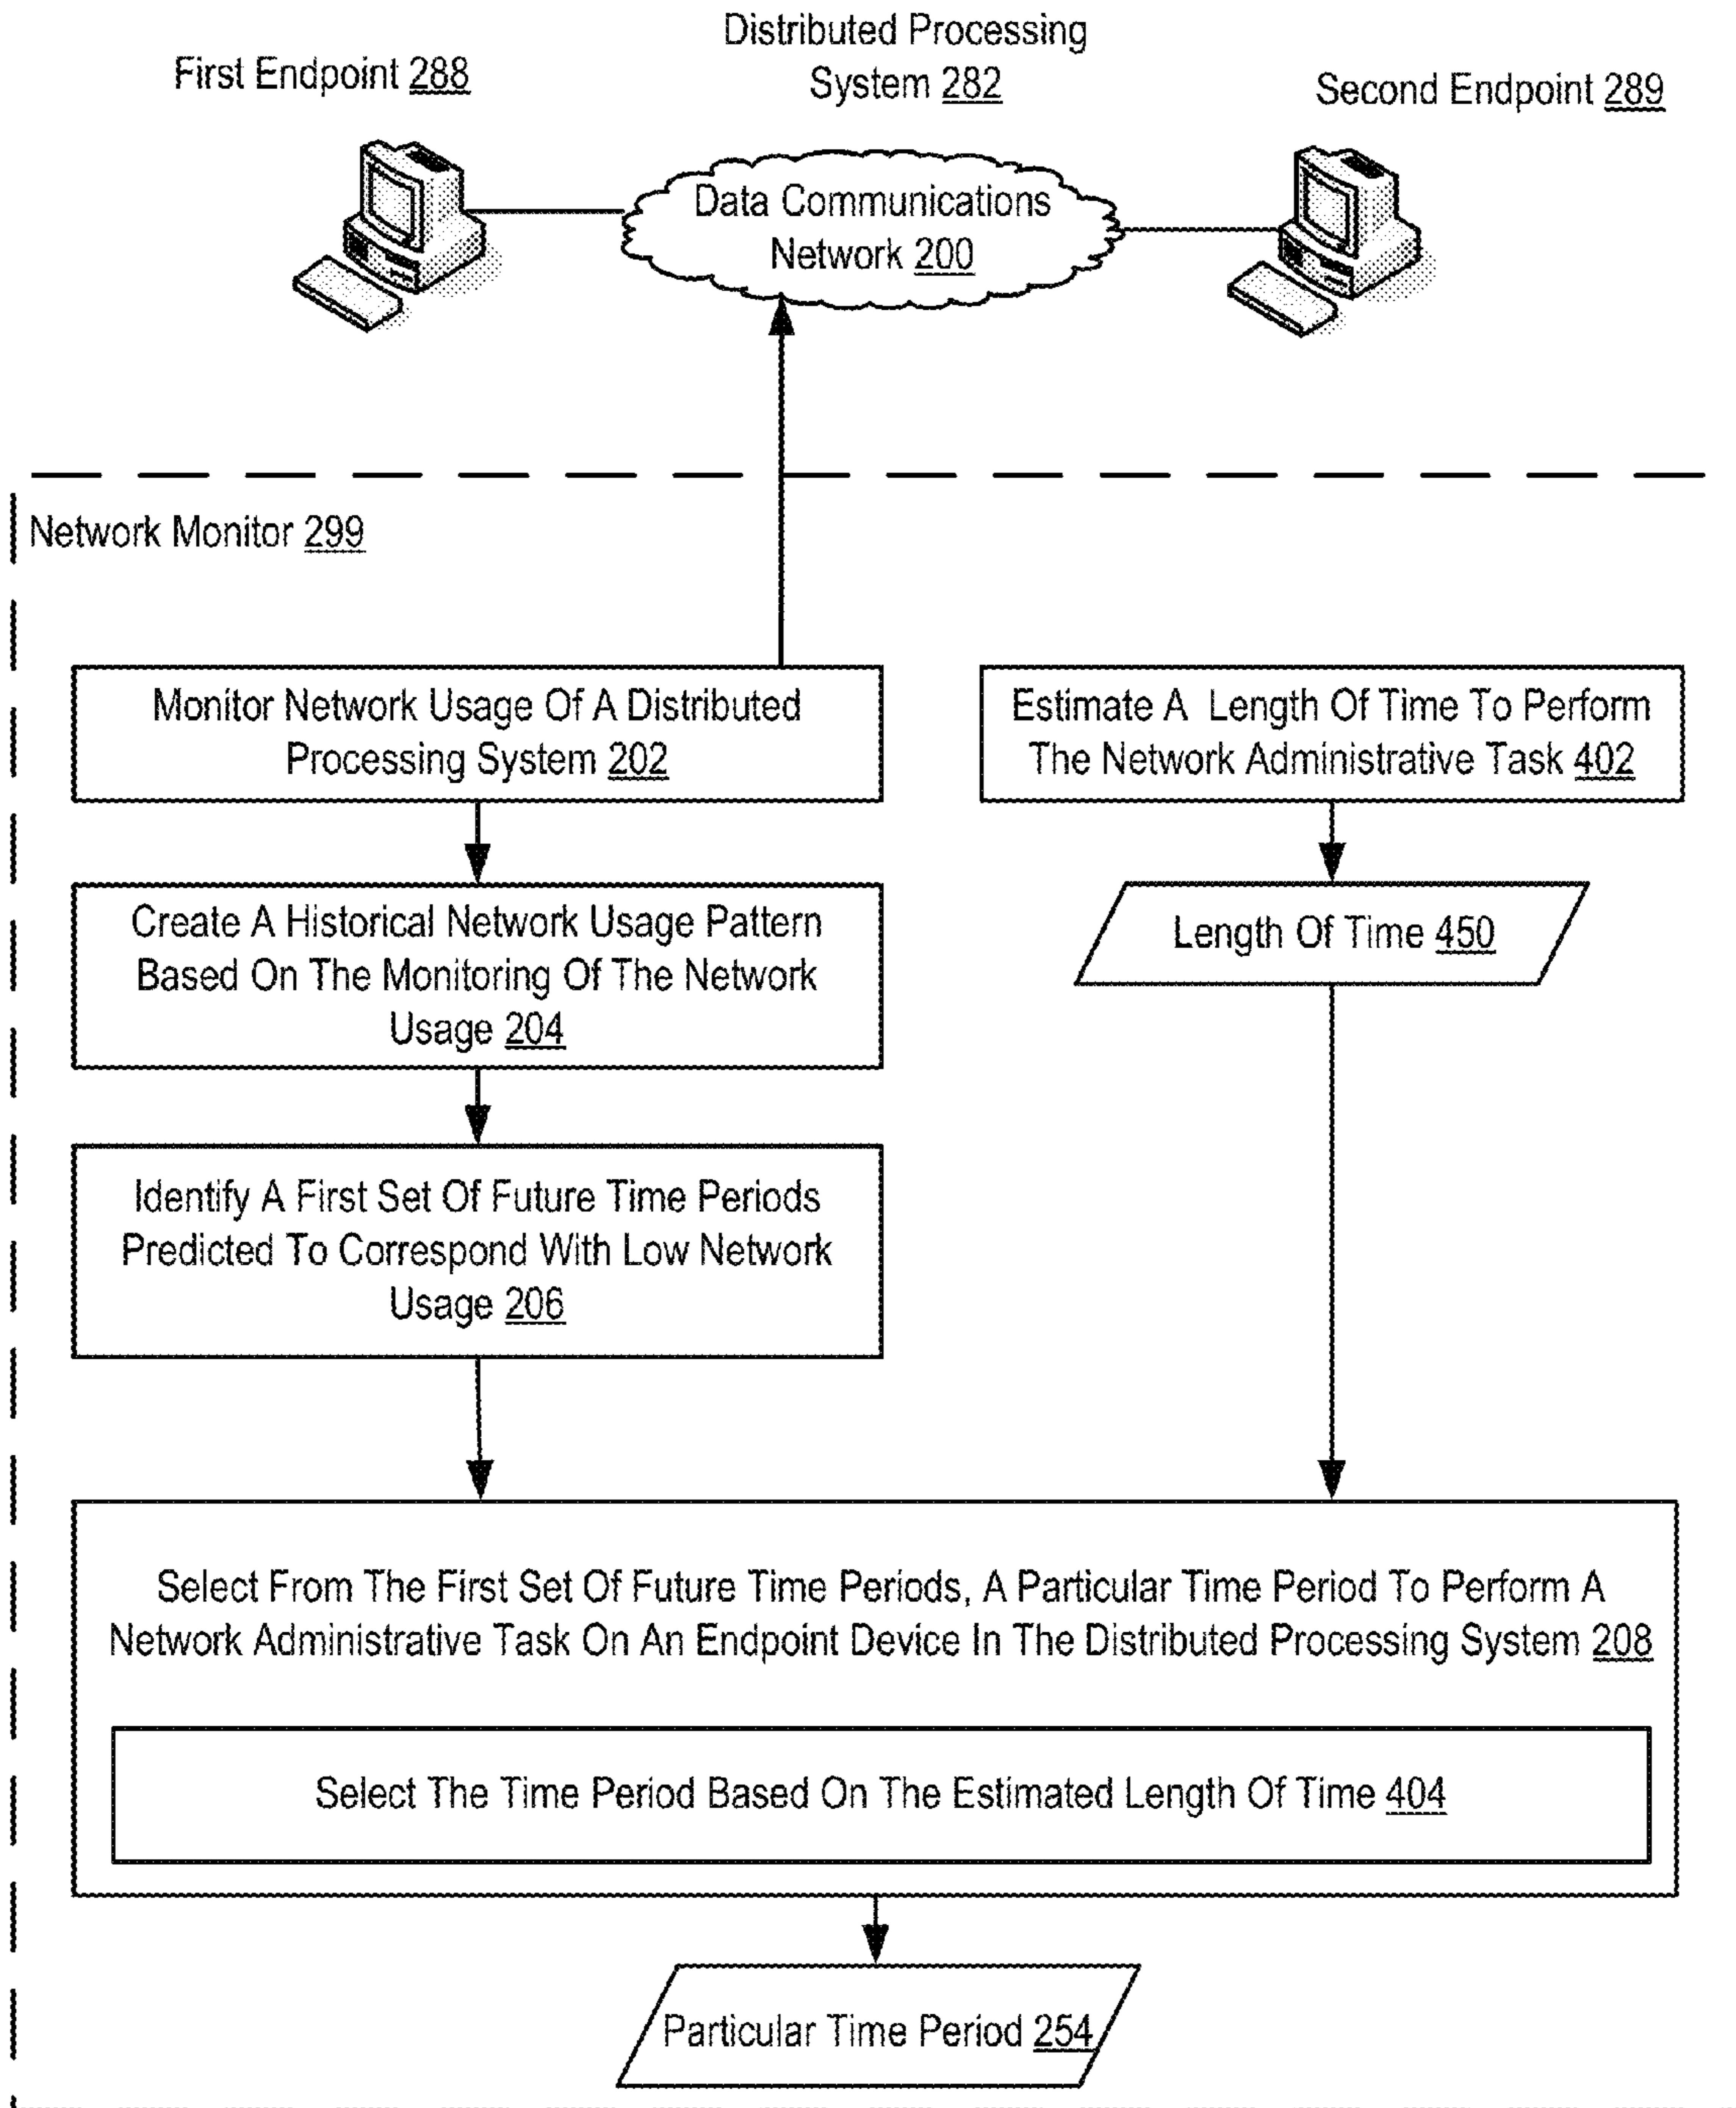 Distributed Processing
System 282
First Endpoint 288
Second Endpoint 289
Data Communications
Network 200
Network Monitor 299
Monitor Network Usage Of A Distributed
Processing System 202
Estimate A Length Of Time To Perform
The Network Administrative Task 402
Create A Historical Network Usage Pattern
Based On The Monitoring Of The Network
Usage 204
Length Of Time 450
Identify A First Set Of Future Time Periods
Predicted To Correspond With Low Network
Usage 206
Select From The First Set Of Future Time Periods, A Particular Time Period To Perform A
Network Administrative Task On An Endpoint Device In The Distributed Processing System 208
Select The Time Period Based On The Estimated Length Of Time 404
Particular Time Period 254